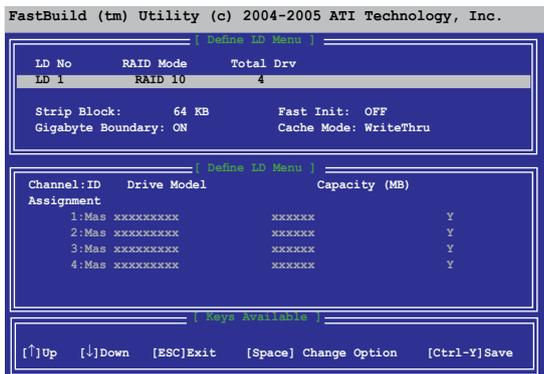 FastBuild (tm) Utility (c) 2004-2005 ATI Technology, Inc.
[ Define LD Menu ]
LD No RAID Mode Total Drv
LD 1 RAID 10 4
Strip Block: 64 KB Fast Init: OFF
Gigabyte Boundary: ON Cache Mode: WriteThru
[ Define LD Menu ]
Channel:ID Drive Model Capacity (MB)
Assignment
1:Mas xxxxxxxxx xxxxxx Y
2:Mas xxxxxxxxx xxxxxx Y
3:Mas xxxxxxxxx xxxxxx Y
4:Mas xxxxxxxxx xxxxxx Y
[ Keys Available ]
[↑]Up [↓]Down [ESC]Exit [Space] Change Option [Ctrl-Y]Save